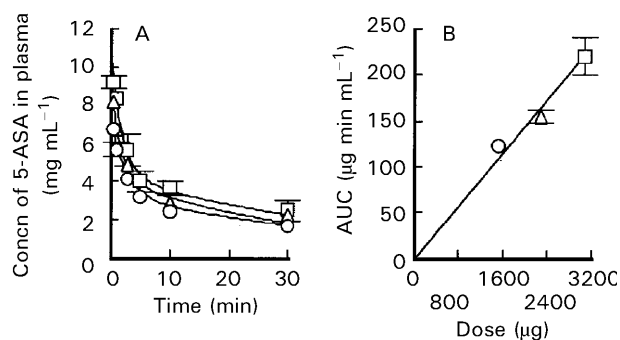 A
Concn of 5-ASA in plasma
(mg mL⁻¹)
12
10
8
6
4
2
0
0 10 20 30
Time (min)
B
AUC (µg min mL⁻¹)
250
200
150
100
50
0
0 1600 3200
800 2400
Dose (µg)